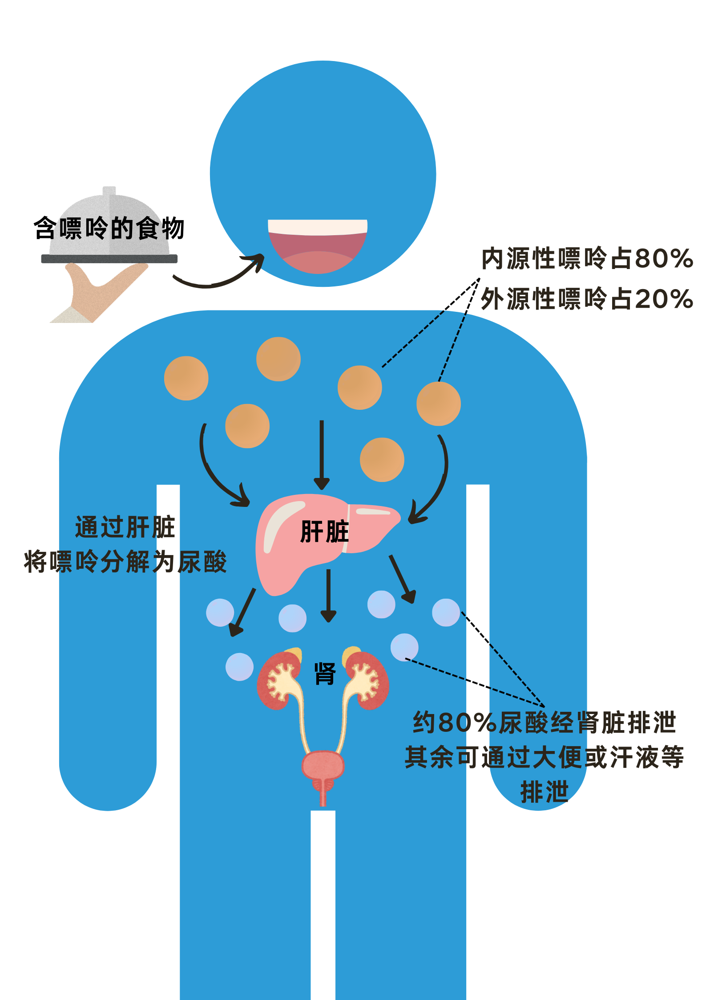 含嘌呤的食物
内源性嘌呤占80%
外源性嘌呤占20%
通过肝脏
将嘌呤分解为尿酸
肝脏
肾
约80%尿酸经肾脏排泄
其余可通过大便或汗液等
排泄